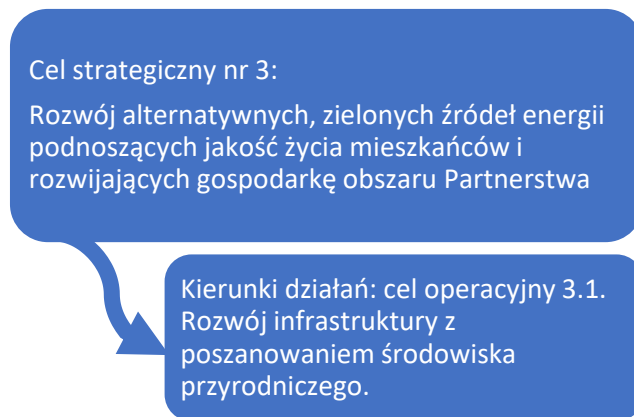 Cel strategiczny nr 3:
Rozwój alternatywnych, zielonych źródeł energii
podnoszących jakość życia mieszkańców i
rozwijających gospodarkę obszaru Partnerstwa
Kierunki działań: cel operacyjny 3.1.
Rozwój infrastruktury z
poszanowaniem środowiska
przyrodniczego.